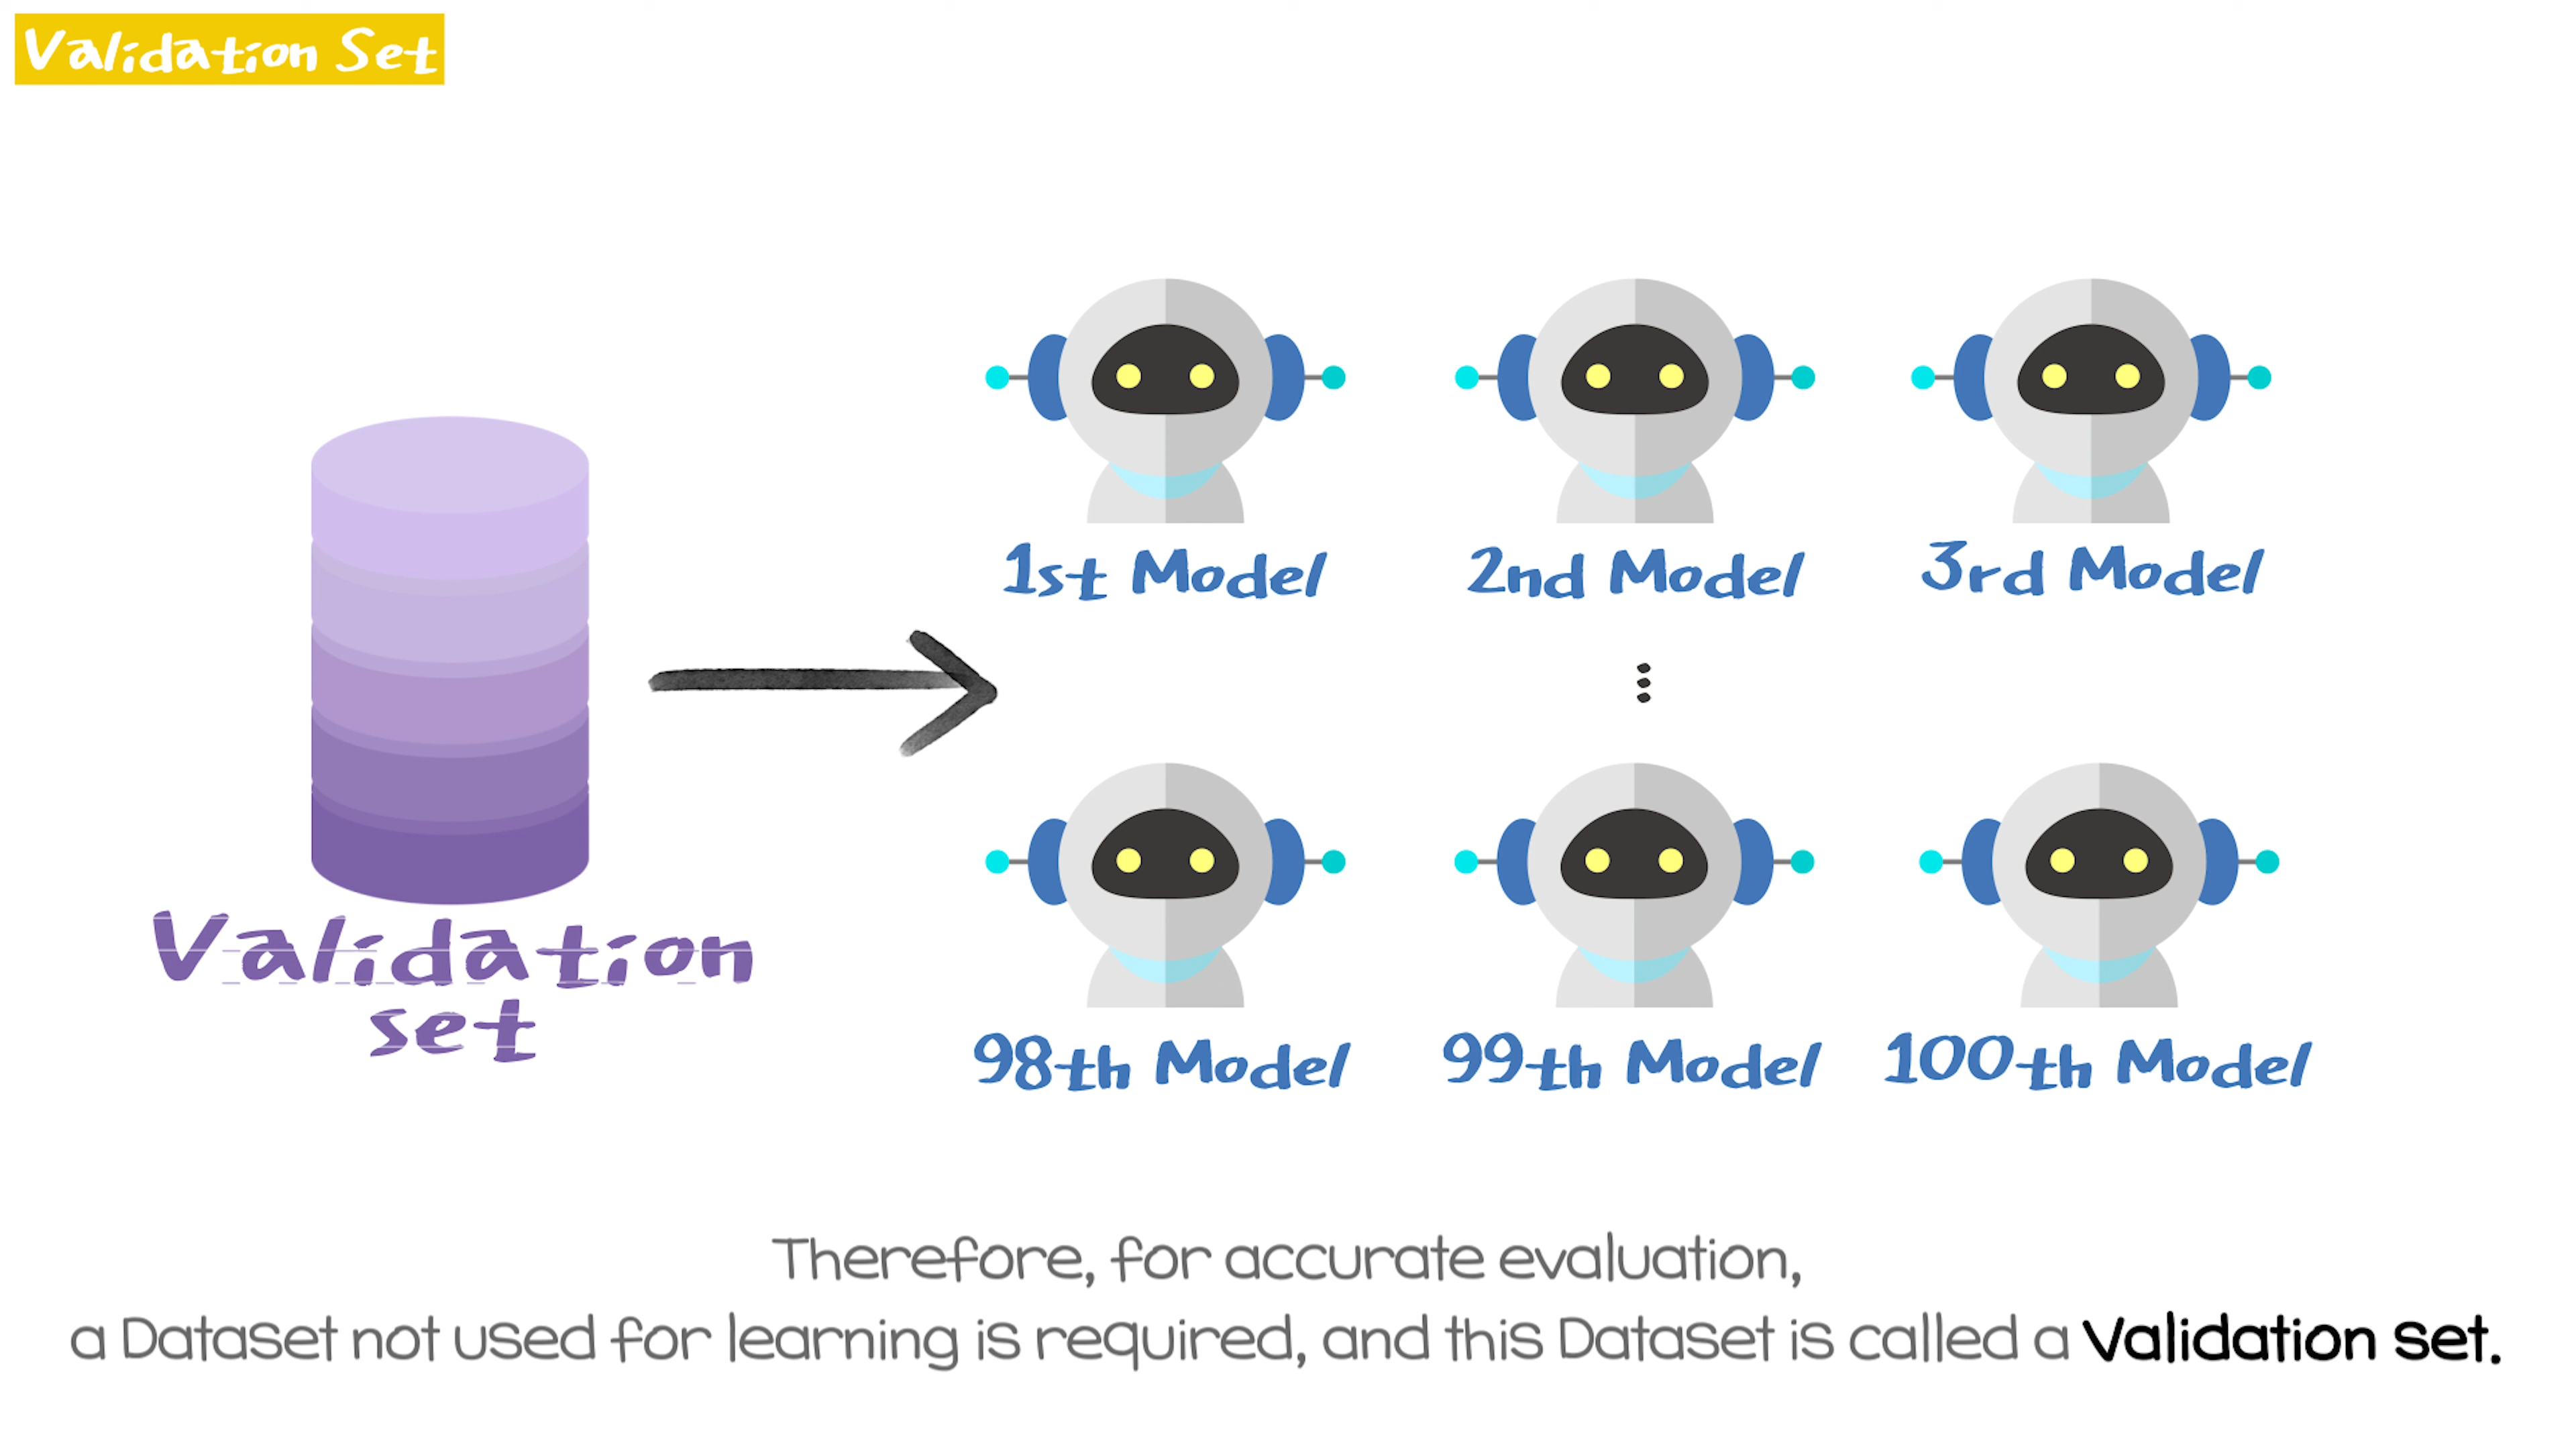 Validation Set
1st Model
2nd Model
3rd Model
Validation
set
98th Model
99th Model
100th Model
Therefore, for accurate evaluation,
a Dataset not used for learning is required, and this Dataset is called a Validation set.